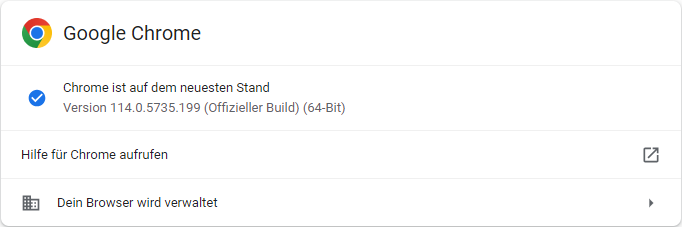 Google Chrome
Chrome ist auf dem neuesten Stand
Version 114.0.5735.199 (Offizieller Build) (64-Bit)
Hilfe für Chrome aufrufen
Dein Browser wird verwaltet